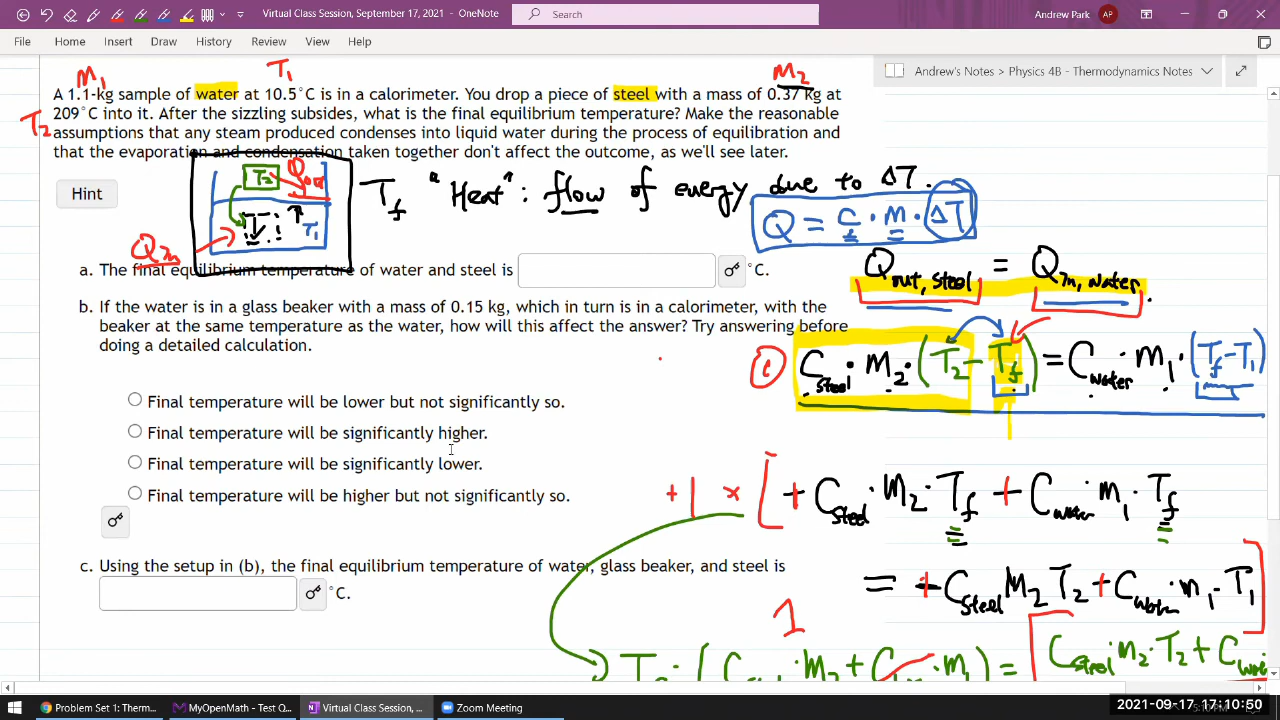 Virtual Class Session, September 17, 2021 - OneNote
Search
Andrew Park
AP
File Home Insert Draw History Review View Help
Andrew's Notes » Physics 4B - Thermodynamics Notes
M1 T1 M2
A 1.1-kg sample of water at 10.5°C is in a calorimeter. You drop a piece of steel with a mass of 0.37 kg at
T2
209°C into it. After the sizzling subsides, what is the final equilibrium temperature? Make the reasonable
assumptions that any steam produced condenses into liquid water during the process of equilibration and
that the evaporation and condensation taken together don't affect the outcome, as we'll see later.
Hint
T2 Qout
T1
Qin
Tf "Heat": flow of energy due to ΔT.
Q = c · m · ΔT
Qout, steel = Qin, water.
a. The final equilibrium temperature of water and steel is °C.
b. If the water is in a glass beaker with a mass of 0.15 kg, which in turn is in a calorimeter, with the
beaker at the same temperature as the water, how will this affect the answer? Try answering before
doing a detailed calculation.
① Csteel · M2 · (T2 - Tf) = Cwater · m1 · (Tf - T1)
Final temperature will be lower but not significantly so.
Final temperature will be significantly higher.
Final temperature will be significantly lower.
Final temperature will be higher but not significantly so.
+1 × [ + Csteel · M2 · Tf + Cwater · m1 · Tf
= + Csteel M2 T2 + Cwater · m1 · T1 ]
c. Using the setup in (b), the final equilibrium temperature of water, glass beaker, and steel is
°C.
1
Csteel · M2 · T2 + Cwate
Problem Set 1: Therm...
MyOpenMath - Test Q...
Virtual Class Session, ...
Zoom Meeting
2021-09-17 17:10:50